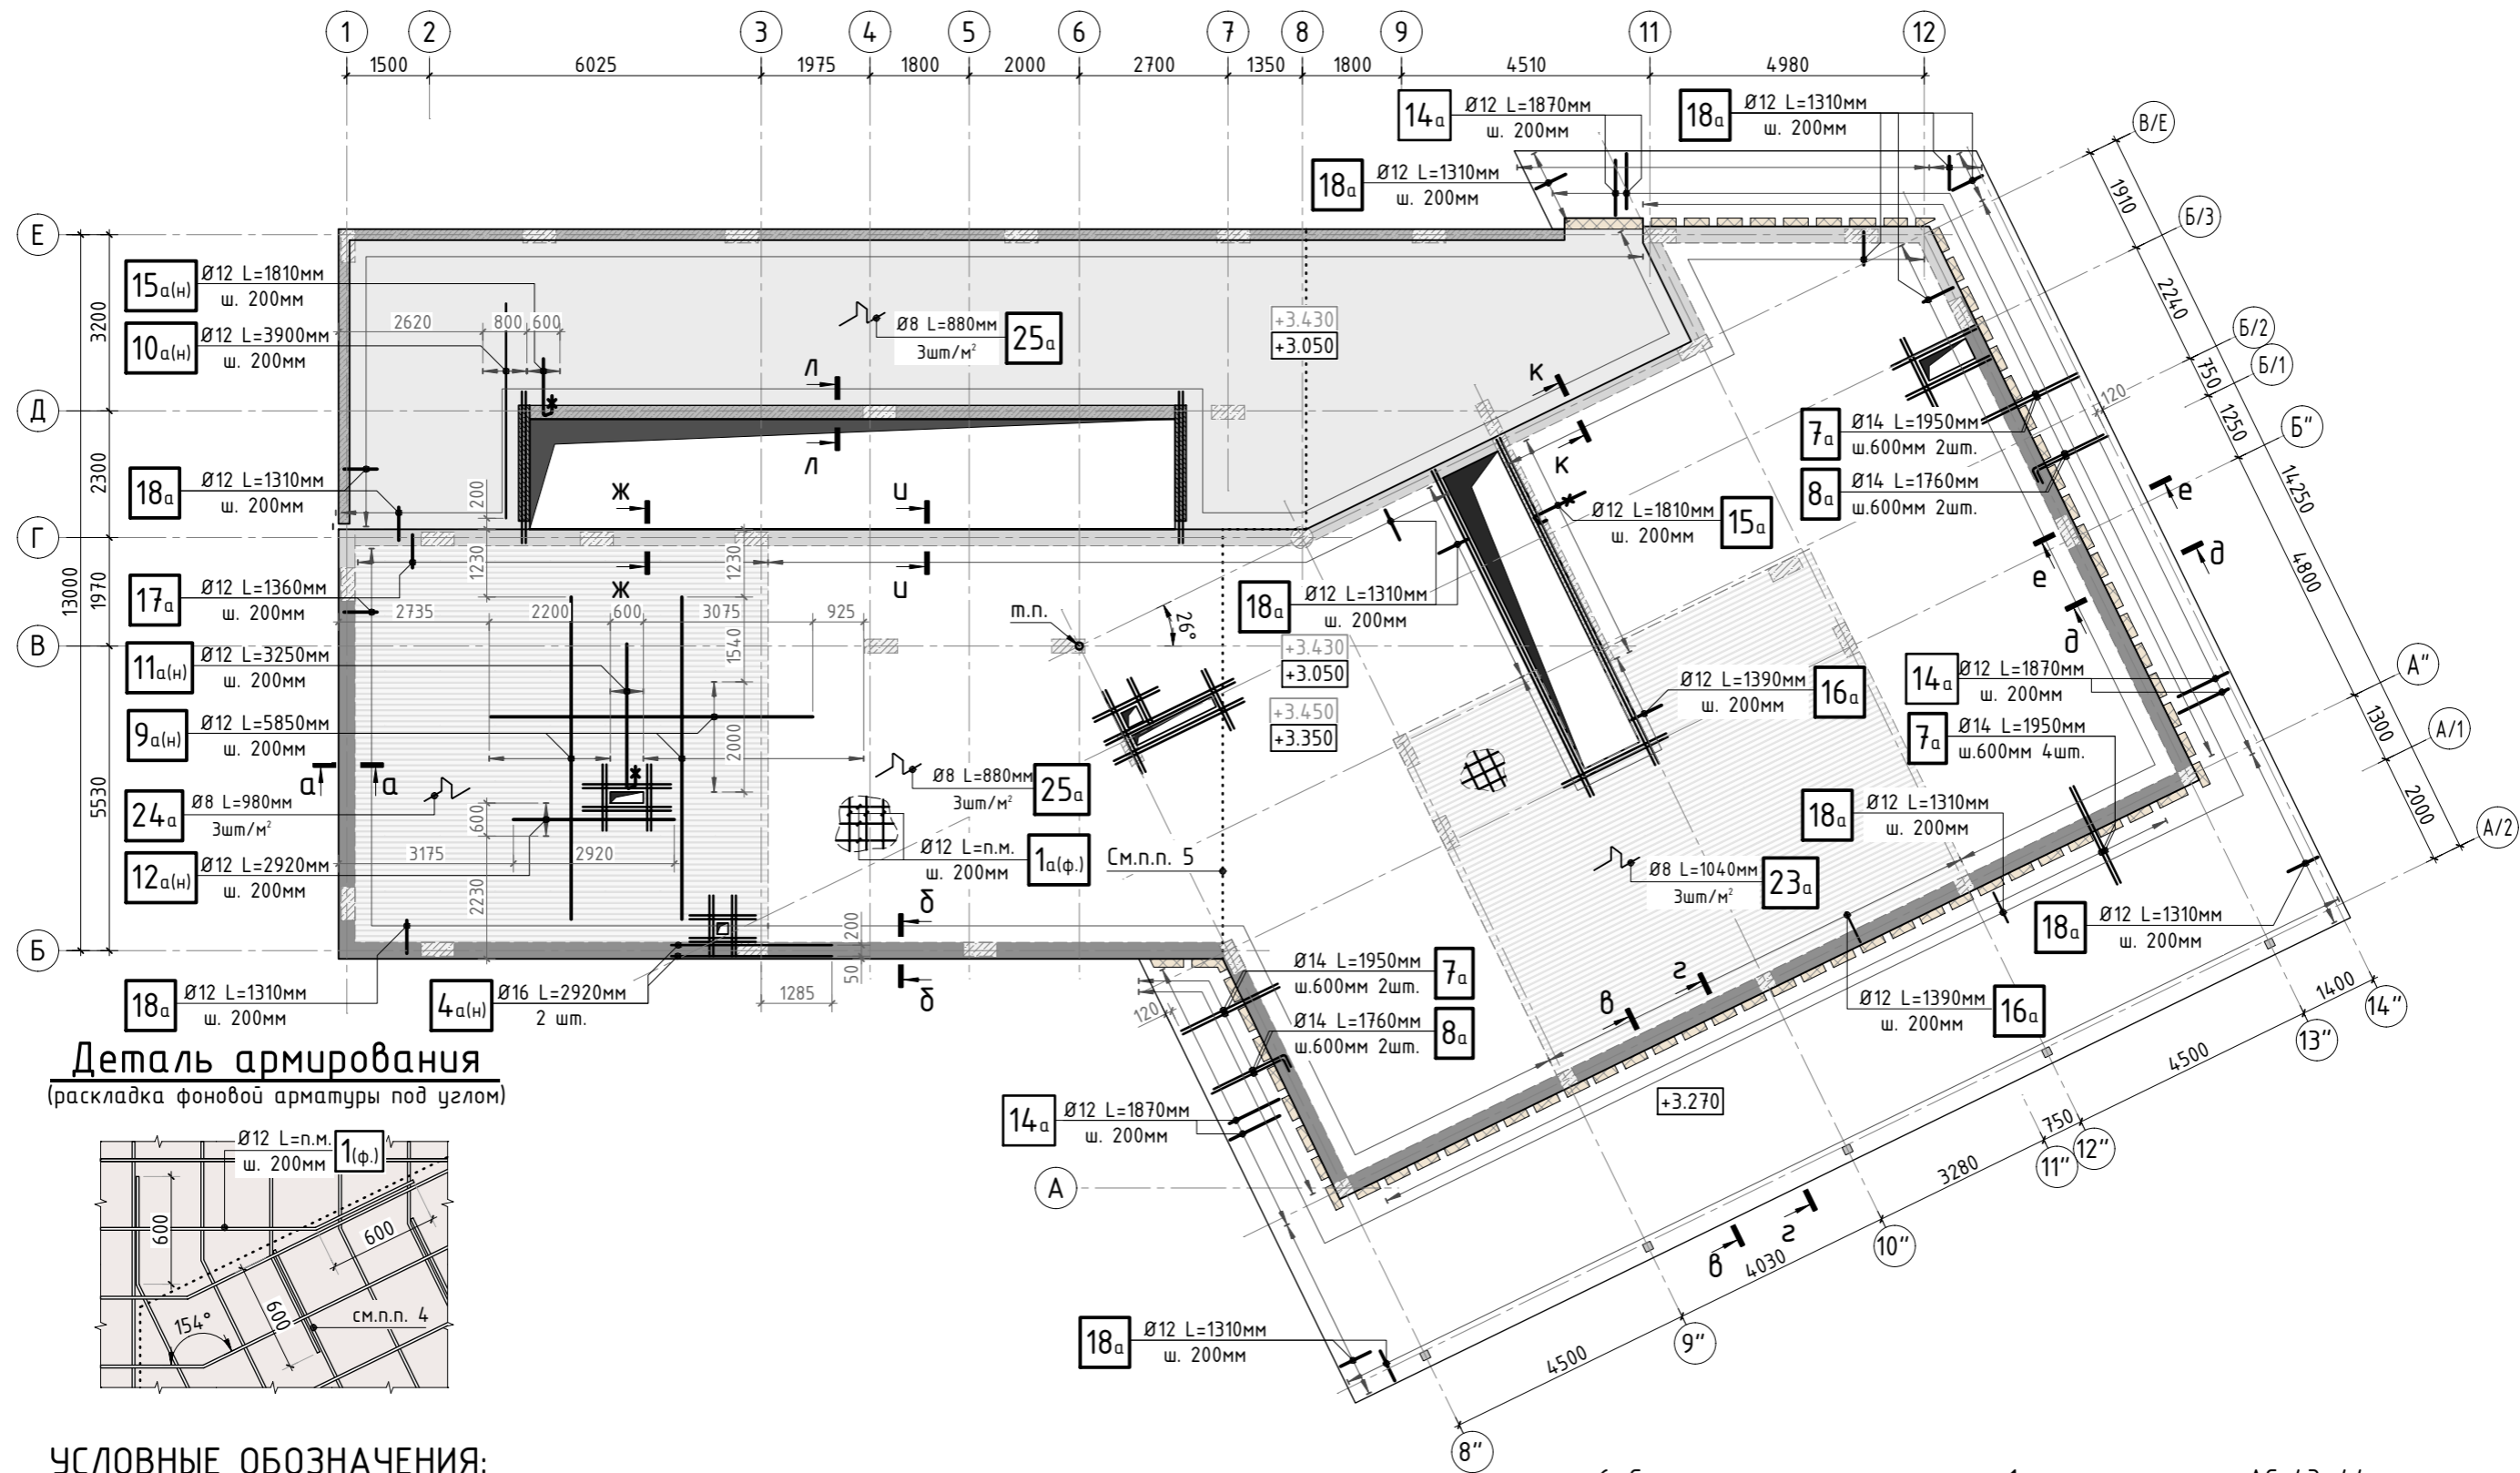 1 2 3 4 5 6 7 8 9 11 12
1500 6025 1975 1800 2000 2700 1350 1800 4510 4980
14а Ø12 L=1870мм
ш. 200мм
18а Ø12 L=1310мм
ш. 200мм
18а Ø12 L=1310мм
ш. 200мм
В/Е
1910
Б/3
2240
Б/2
750
Б/1
1250
Б"
14250
4800
А"
1300
А/1
2000
А/2
Е
3200
Д
2300
Г
13000
1970
В
5530
Б
15а(н) Ø12 L=1810мм
ш. 200мм
10а(н) Ø12 L=3900мм
ш. 200мм
2620 800 600
Ø8 L=880мм 25а
3шт/м²
+3.430
+3.050
л
л
к
к
7а Ø14 L=1950мм
ш.600мм 2шт.
8а Ø14 L=1760мм
ш.600мм 2шт.
120
18а Ø12 L=1310мм
ш. 200мм
200
ж
и
Ø12 L=1810мм 15а
ш. 200мм
е
е
д
д
1230
1230
ж
и
17а Ø12 L=1360мм
ш. 200мм
2735 2200 600 3075 925
т.п.
26°
18а Ø12 L=1310мм
ш. 200мм
+3.430
+3.050
+3.450
+3.350
11а(н) Ø12 L=3250мм
ш. 200мм
1540
9а(н) Ø12 L=5850мм
ш. 200мм
2000
Ø12 L=1390мм 16а
ш. 200мм
14а Ø12 L=1870мм
ш. 200мм
7а Ø14 L=1950мм
ш.600мм 4шт.
а а
24а Ø8 L=980мм
3шт/м²
600
Ø8 L=880мм 25а
3шт/м²
12а(н) Ø12 L=2920мм
ш. 200мм
3175 2920
2230
Ø12 L=п.м. 1а(ф.)
ш. 200мм
См.п.п. 5
18а Ø12 L=1310мм
ш. 200мм
Ø8 L=1040мм 23а
3шт/м²
18а Ø12 L=1310мм
ш. 200мм
200
50
б
б
1285
120
18а Ø12 L=1310мм
ш. 200мм
4а(н) Ø16 L=2920мм
2 шт.
Ø14 L=1950мм 7а
ш.600мм 2шт.
Ø14 L=1760мм 8а
ш.600мм 2шт.
в
г
Ø12 L=1390мм 16а
ш. 200мм
1400
14"
13"
4500
12"
750
11"
3280
10"
4030
9"
4500
8"
14а Ø12 L=1870мм
ш. 200мм
+3.270
А
в
г
18а Ø12 L=1310мм
ш. 200мм
Деталь армирования
(раскладка фоновой арматуры под углом)
Ø12 L=п.м. 1(ф.)
ш. 200мм
600
600
600
154°
см.п.п. 4
УСЛОВНЫЕ ОБОЗНАЧЕНИЯ: